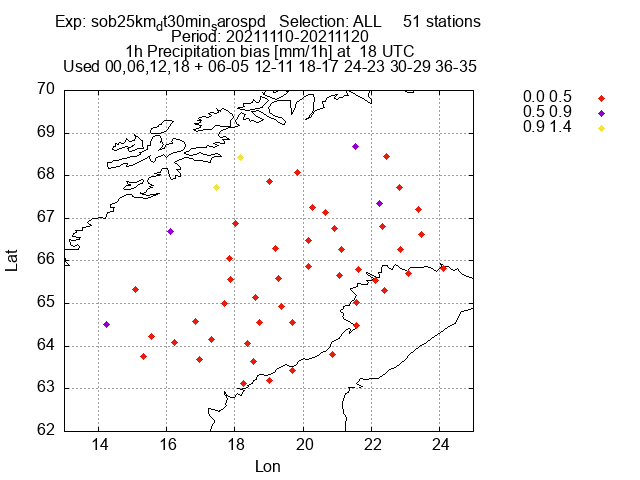 Exp: sob25km_dt30min_sarospd   Selection: ALL     51 stations
Period: 20211110-20211120
1h Precipitation bias [mm/1h] at  18 UTC
Used 00,06,12,18 + 06-05 12-11 18-17 24-23 30-29 36-35
0.0 0.5
0.5 0.9
0.9 1.4
70
69
68
67
66
65
64
63
62
Lat
14 16 18 20 22 24
Lon